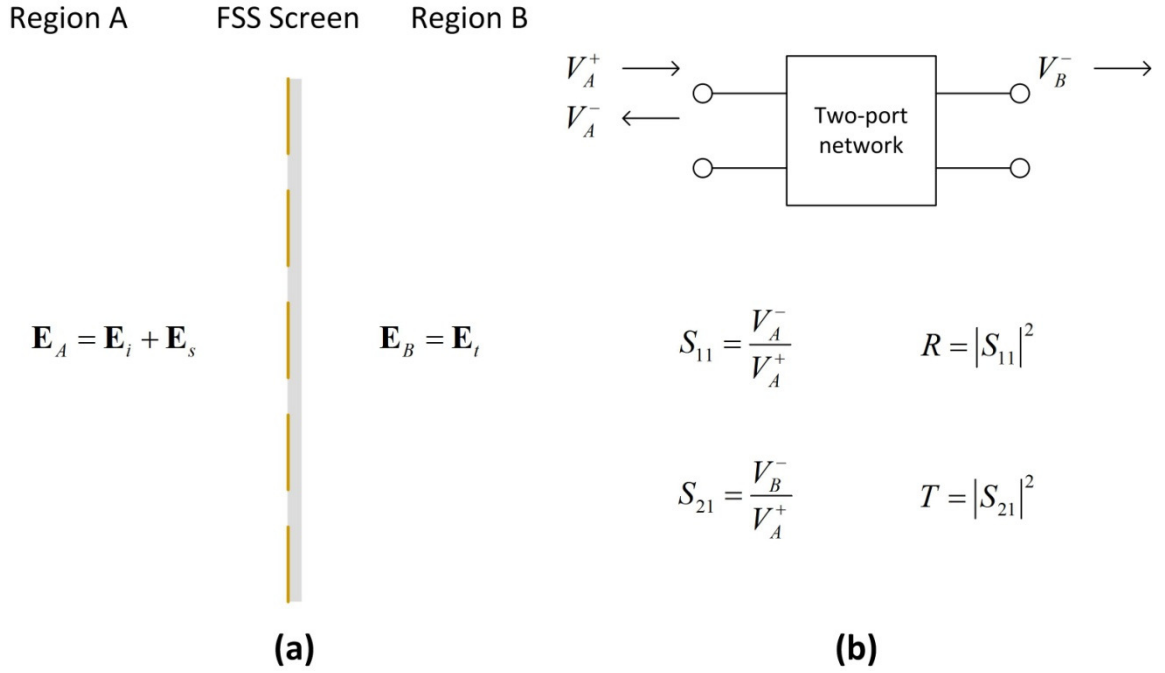 Region A FSS Screen Region B
V_A^+
V_A^-
V_B^-
Two-port
network
E_A = E_i + E_s
E_B = E_t
S_11 = V_A^- / V_A^+
R = |S_11|^2
S_21 = V_B^- / V_A^+
T = |S_21|^2
(a)
(b)